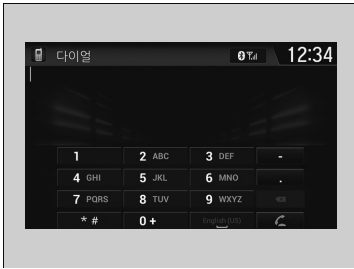 다이얼 12:34
1 2 ABC 3 DEF -
4 GHI 5 JKL 6 MNO .
7 PQRS 8 TUV 9 WXYZ
* # 0 + English (US)